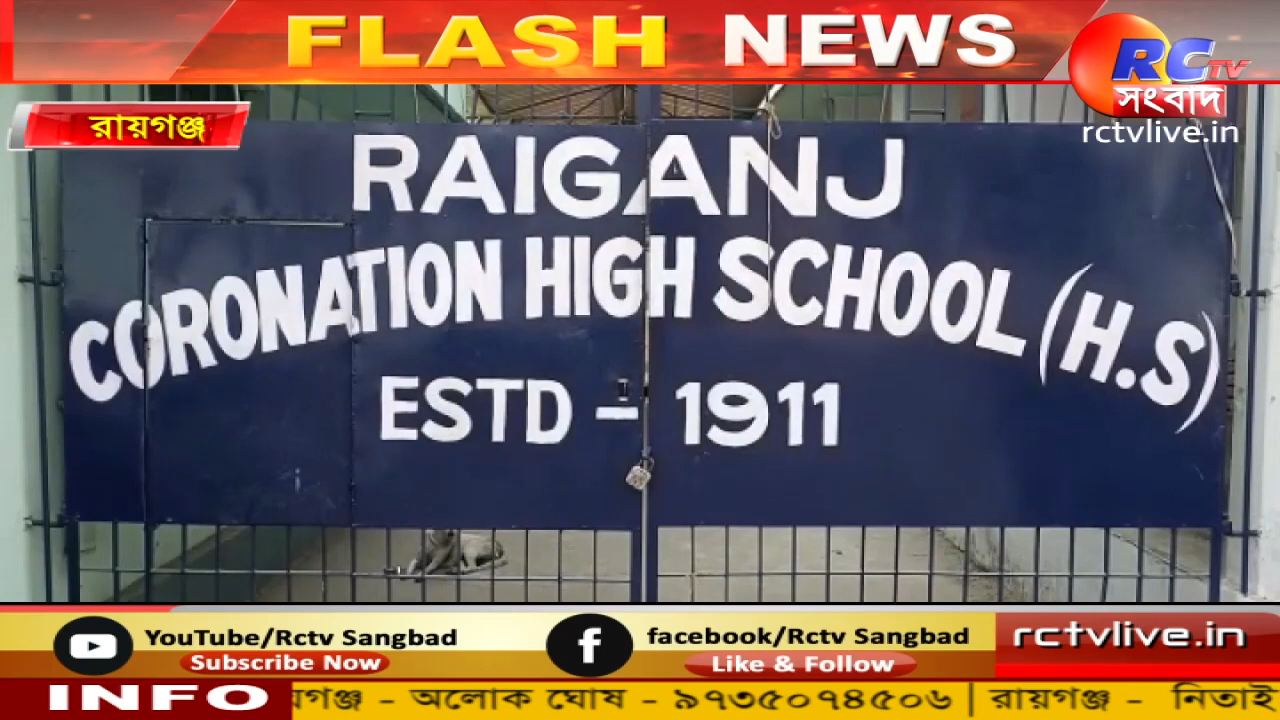 FLASH NEWS
RCTV
সংবাদ
rctvlive.in
রায়গঞ্জ
RAIGANJ
CORONATION HIGH SCHOOL (H.S)
ESTD - 1911
YouTube/Rctv Sangbad
Subscribe Now
facebook/Rctv Sangbad
Like & Follow
rctvlive.in
INFO
- অলোক ঘোষ - ৯৭৩৫০৭৪৫০৬ | রায়গঞ্জ - নিতাই